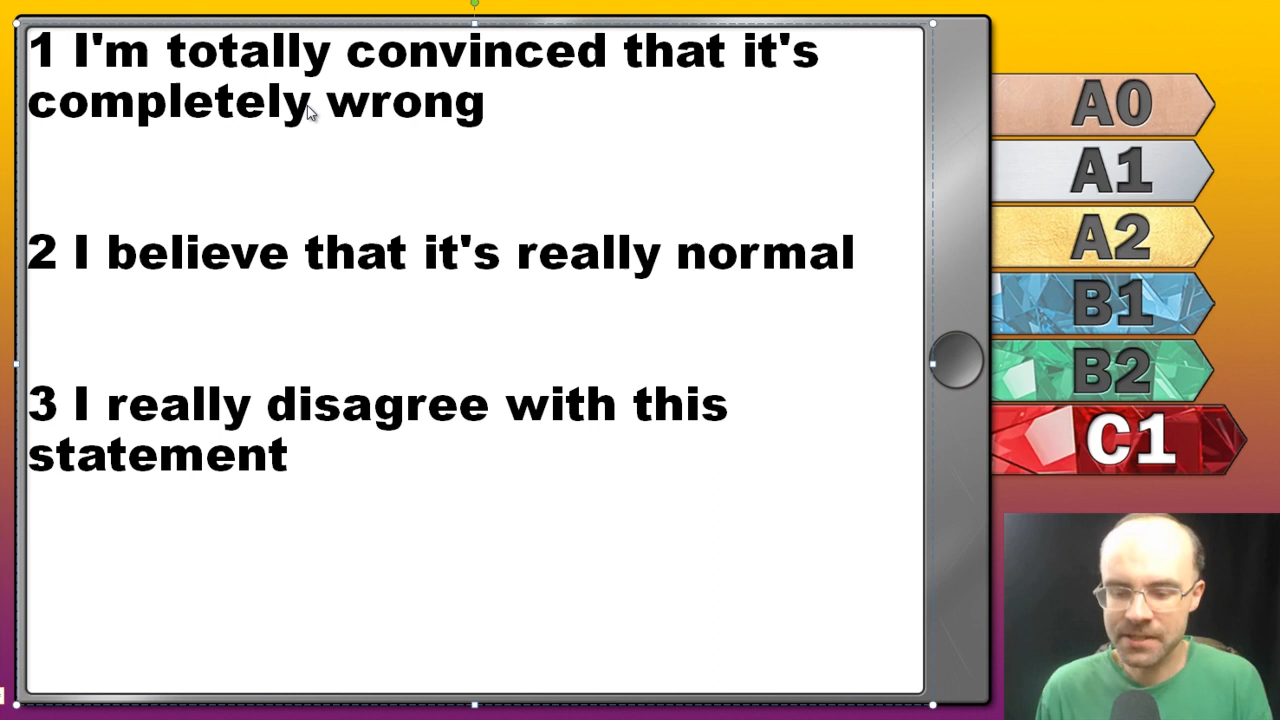 1 I'm totally convinced that it's
completely wrong
2 I believe that it's really normal
3 I really disagree with this
statement
A0
A1
A2
B1
B2
C1